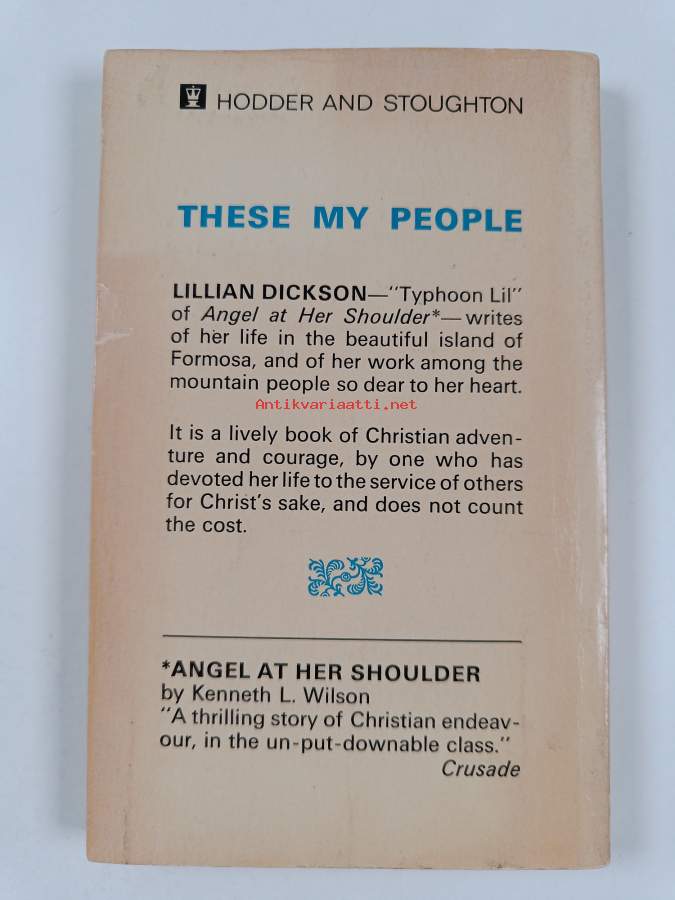 HODDER AND STOUGHTON
THESE MY PEOPLE
LILLIAN DICKSON—"Typhoon Lil"
of Angel at Her Shoulder*—writes
of her life in the beautiful island of
Formosa, and of her work among the
mountain people so dear to her heart.
Antikvariaatti.net
It is a lively book of Christian adven-
ture and courage, by one who has
devoted her life to the service of others
for Christ's sake, and does not count
the cost.
*ANGEL AT HER SHOULDER
by Kenneth L. Wilson
"A thrilling story of Christian endeav-
our, in the un-put-downable class."
Crusade